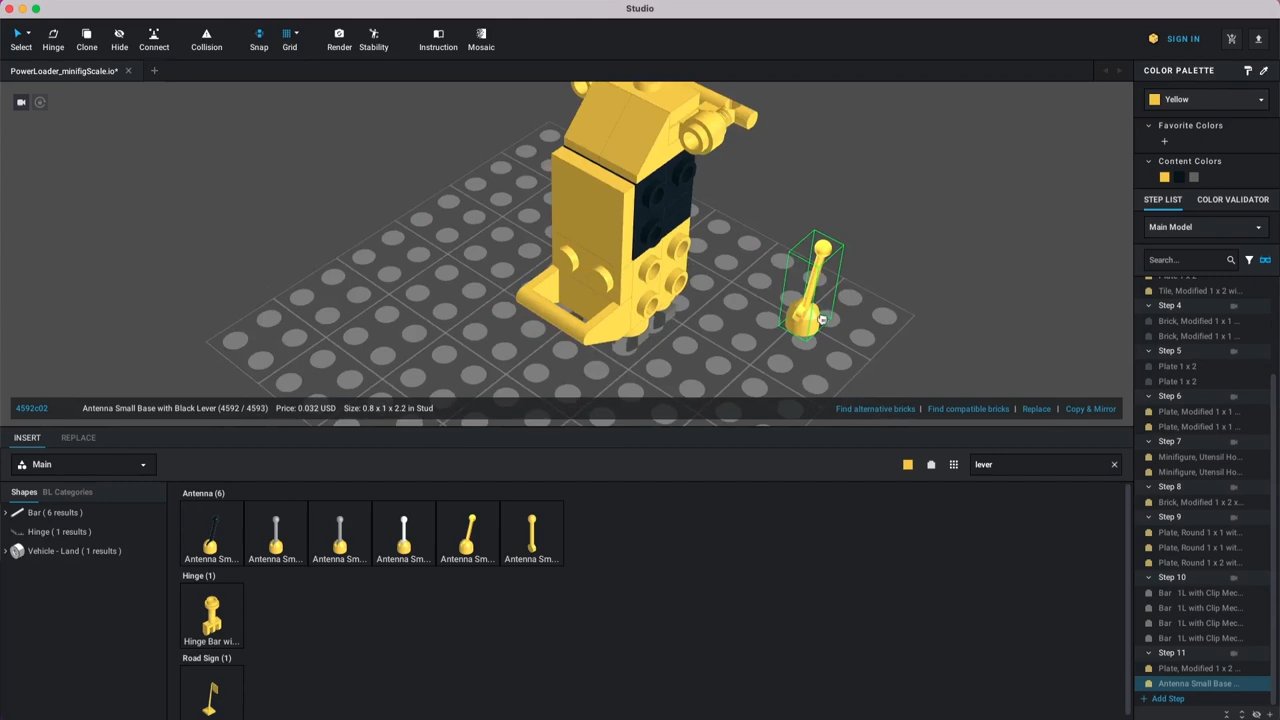 Studio
Select
Hinge
Clone
Hide
Connect
Collision
Snap
Grid
Render
Stability
Instruction
Mosaic
SIGN IN
PowerLoader_minifigScale.io*
COLOR PALETTE
Yellow
Favorite Colors
Content Colors
STEP LIST
COLOR VALIDATOR
Main Model
Search...
Tile, Modified 1 x 2 wi...
Step 4
Brick, Modified 1 x 1 ...
Brick, Modified 1 x 1 ...
Step 5
Plate 1 x 2
Plate 1 x 2
Step 6
Plate, Modified 1 x 1 ...
Plate, Modified 1 x 1 ...
Step 7
Minifigure, Utensil Ho...
Minifigure, Utensil Ho...
Step 8
Brick, Modified 1 x 2 x...
Step 9
Plate, Round 1 x 1 wit...
Plate, Round 1 x 1 wit...
Plate, Round 1 x 2 wit...
Step 10
Bar 1L with Clip Mec...
Bar 1L with Clip Mec...
Bar 1L with Clip Mec...
Bar 1L with Clip Mec...
Step 11
Plate, Modified 1 x 2 ...
Antenna Small Base ...
+ Add Step
4592c02 Antenna Small Base with Black Lever (4592 / 4593) Price: 0.032 USD Size: 0.8 x 1 x 2.2 in Stud
Find alternative bricks | Find compatible bricks | Replace | Copy & Mirror
INSERT
REPLACE
Main
lever
Shapes
BL Categories
Bar ( 6 results )
Hinge ( 1 results )
Vehicle - Land ( 1 results )
Antenna (6)
Antenna Sm...
Antenna Sm...
Antenna Sm...
Antenna Sm...
Antenna Sm...
Antenna Sm...
Hinge (1)
Hinge Bar wi...
Road Sign (1)